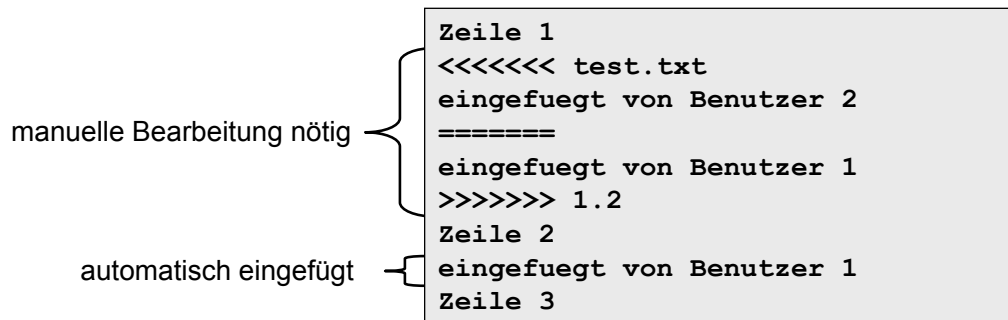 Zeile 1
<<<<<<< test.txt
eingefuegt von Benutzer 2
manuelle Bearbeitung nötig
=======
eingefuegt von Benutzer 1
>>>>>>> 1.2
Zeile 2
automatisch eingefügt
eingefuegt von Benutzer 1
Zeile 3